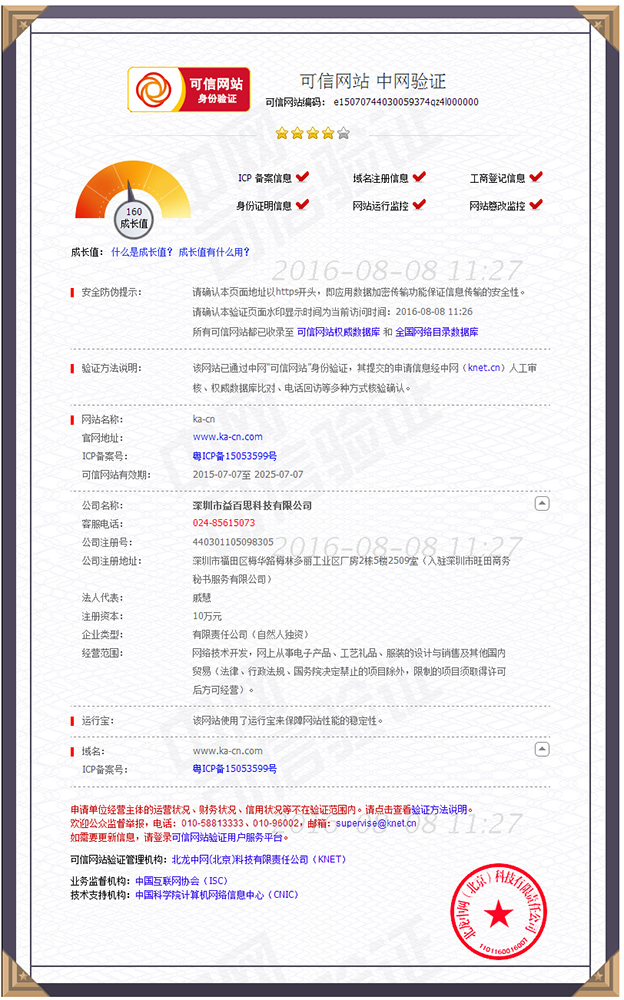 可信网站
身份验证
可信网站 中网验证
可信网站编码： e15070744030059374qz4l000000
ICP 备案信息
域名注册信息
工商登记信息
身份证明信息
网站运行监控
网站篡改监控
160
成长值
成长值： 什么是成长值？ 成长值有什么用？
2016-08-08 11:27
安全防伪提示： 请确认本页面地址以https开头，即应用数据加密传输功能保证信息传输的安全性。
请确认本验证页面水印显示时间为当前访问时间：2016-08-08 11:26
所有可信网站都已收录至 可信网站权威数据库 和 全国网络目录数据库
验证方法说明： 该网站已通过中网“可信网站”身份验证，其提交的申请信息经中网（knet.cn）人工审
核、权威数据库比对、电话回访等多种方式核验确认。
网站名称： ka-cn
官网地址： www.ka-cn.com
ICP备案号： 粤ICP备15053599号
可信网站有效期： 2015-07-07至 2025-07-07
公司名称： 深圳市益百思科技有限公司
客服电话： 024-85615073
公司注册号： 440301105098305
2016-08-08 11:27
公司注册地址： 深圳市福田区梅华路梅林多丽工业区厂房2栋5楼2509室（入驻深圳市旺田商务
秘书服务有限公司）
法人代表： 戚慧
注册资本： 10万元
企业类型： 有限责任公司（自然人独资）
经营范围： 网络技术开发，网上从事电子产品、工艺礼品、服装的设计与销售及其他国内
贸易（法律、行政法规、国务院决定禁止的项目除外，限制的项目须取得许可
后方可经营）。
运行宝： 该网站使用了运行宝来保障网站性能的稳定性。
域名： www.ka-cn.com
ICP备案号： 粤ICP备15053599号
申请单位经营主体的运营状况、财务状况、信用状况等不在验证范围内。请点击查看验证方法说明。
欢迎公众监督举报，电话：010-58813333、010-96002，邮箱：supervise@knet.cn
2016-08-08 11:27
如需要更新信息，请登录可信网站验证用户服务平台。
可信网站验证管理机构：北龙中网(北京)科技有限责任公司（KNET）
业务监督机构：中国互联网协会（ISC）
技术支持机构：中国科学院计算机网络信息中心（CNIC）
北龙中网（北京）科技有限责任公司
1101160016007